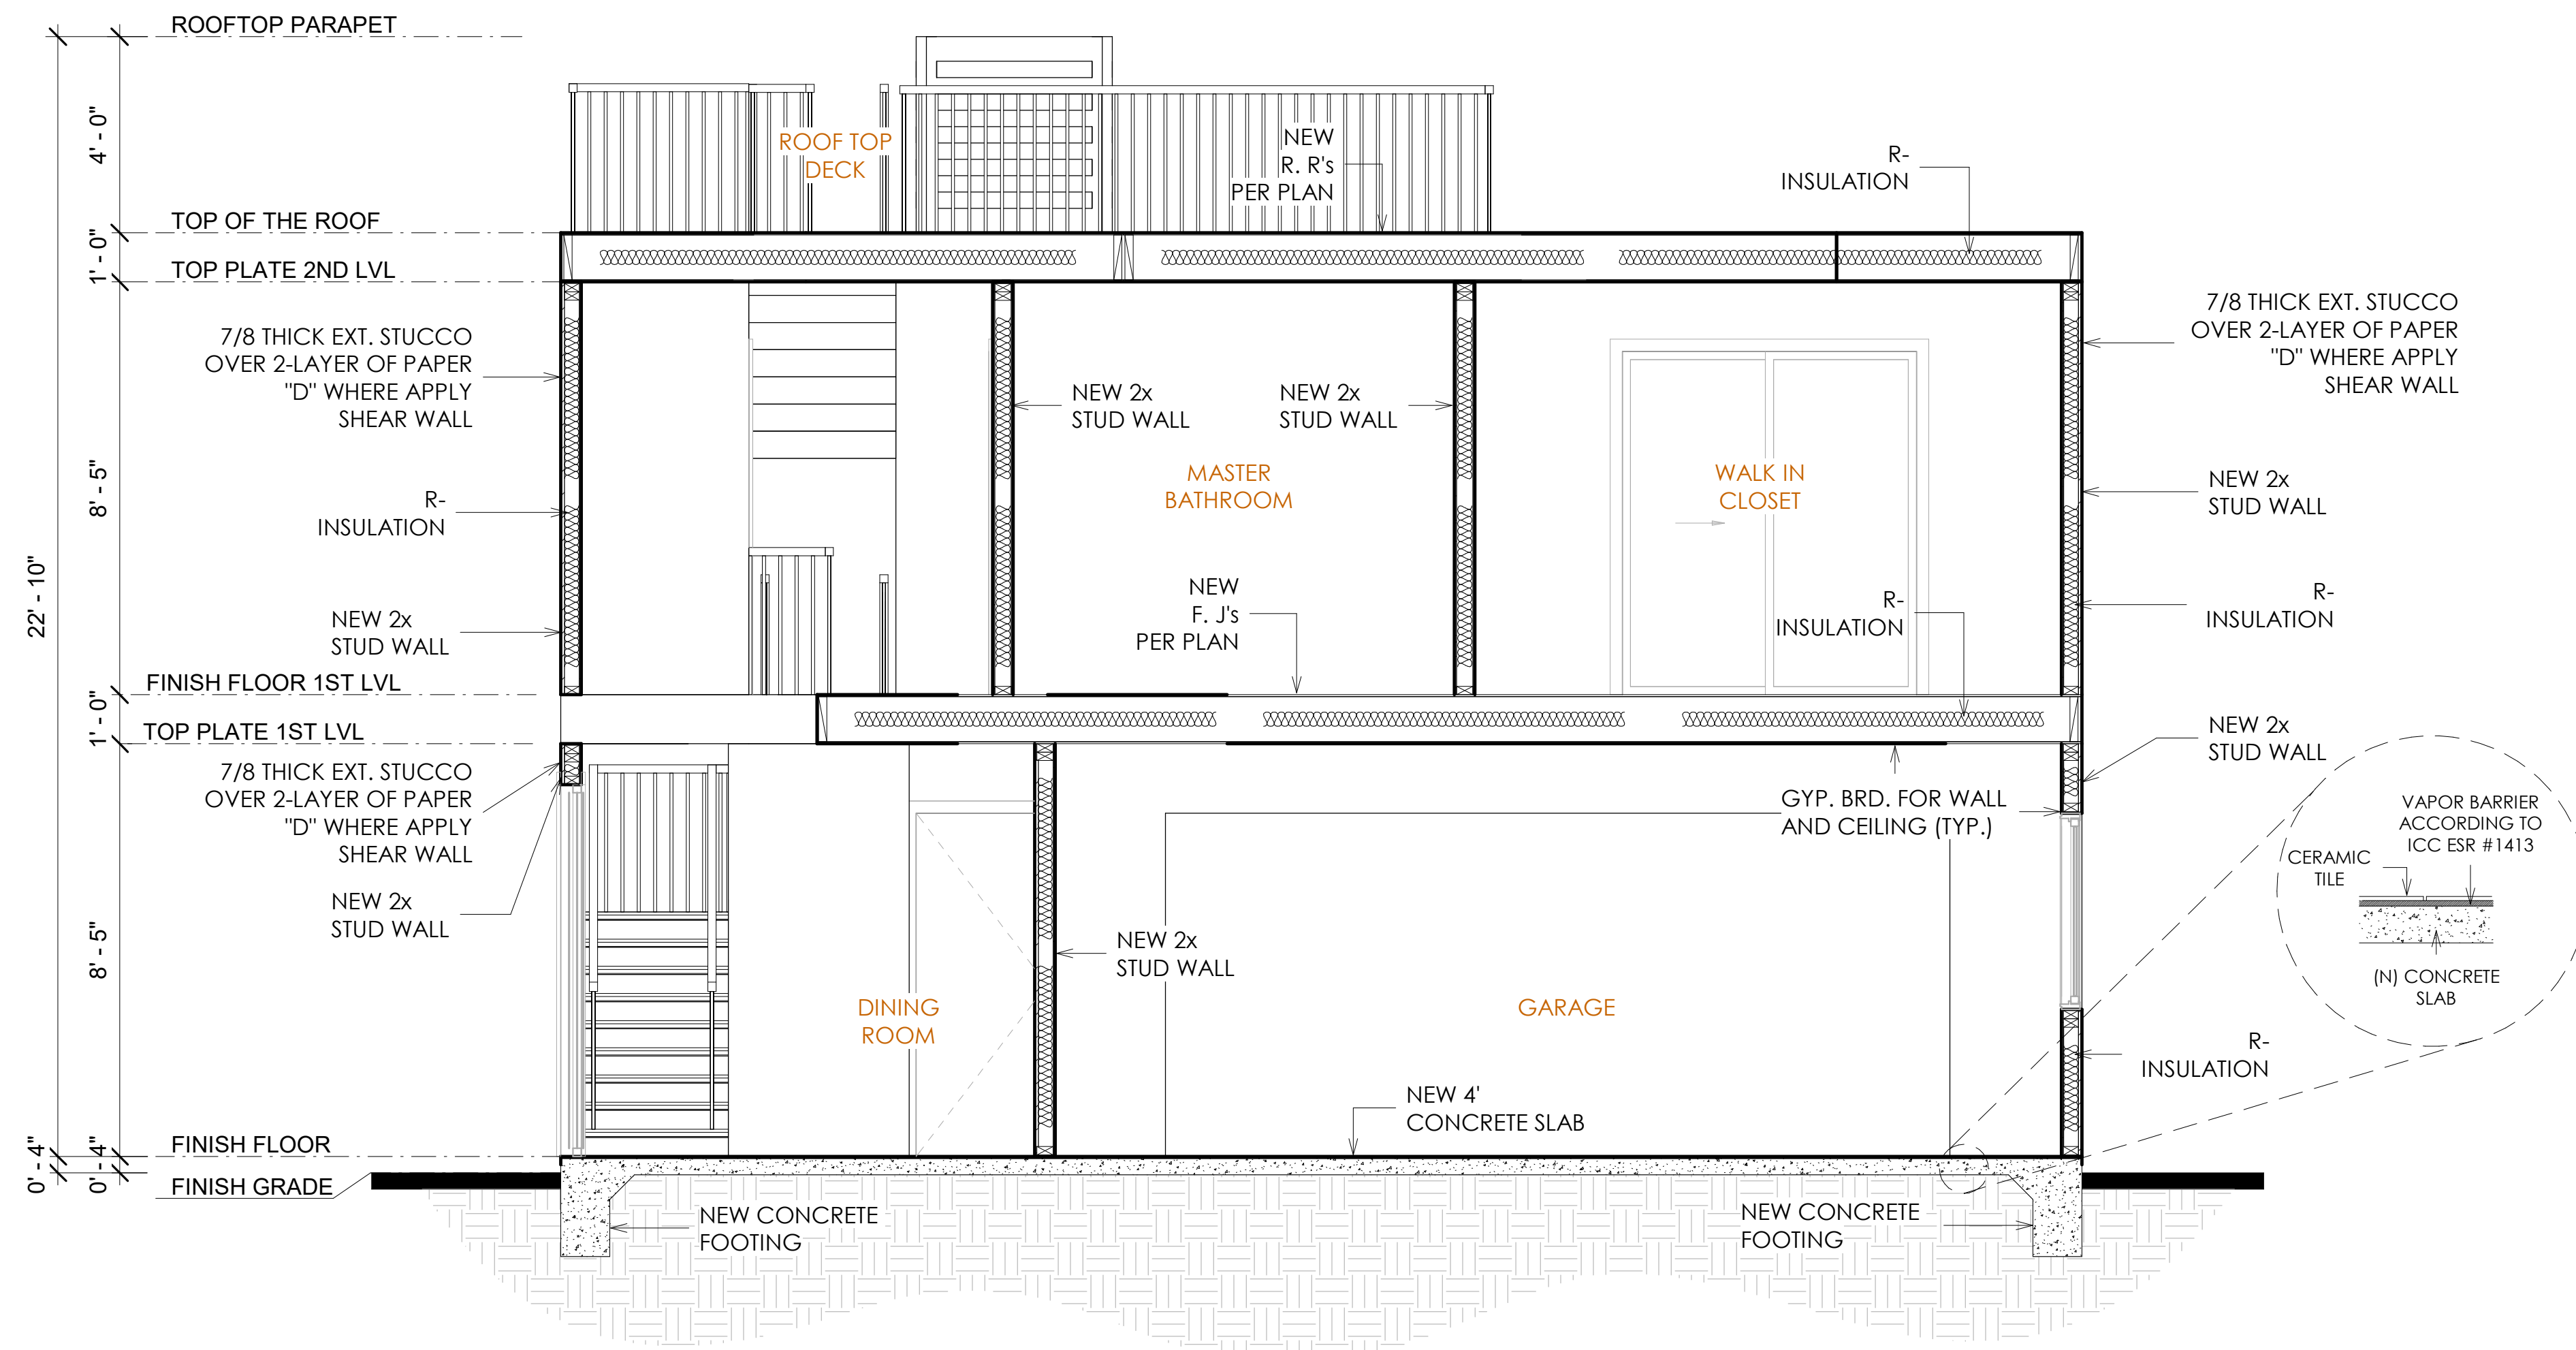 ROOFTOP PARAPET
4' - 0"
ROOF TOP
DECK
NEW
R. R's
PER PLAN
R-
INSULATION
TOP OF THE ROOF
1' - 0"
TOP PLATE 2ND LVL
7/8 THICK EXT. STUCCO
OVER 2-LAYER OF PAPER
"D" WHERE APPLY
SHEAR WALL
7/8 THICK EXT. STUCCO
OVER 2-LAYER OF PAPER
"D" WHERE APPLY
SHEAR WALL
NEW 2x
STUD WALL
NEW 2x
STUD WALL
8' - 5"
R-
INSULATION
MASTER
BATHROOM
WALK IN
CLOSET
NEW 2x
STUD WALL
22' - 10"
NEW 2x
STUD WALL
NEW
F. J's
PER PLAN
R-
INSULATION
R-
INSULATION
FINISH FLOOR 1ST LVL
1' - 0"
TOP PLATE 1ST LVL
NEW 2x
STUD WALL
7/8 THICK EXT. STUCCO
OVER 2-LAYER OF PAPER
"D" WHERE APPLY
SHEAR WALL
GYP. BRD. FOR WALL
AND CEILING (TYP.)
VAPOR BARRIER
ACCORDING TO
ICC ESR #1413
CERAMIC
TILE
(N) CONCRETE
SLAB
NEW 2x
STUD WALL
8' - 5"
NEW 2x
STUD WALL
DINING
ROOM
GARAGE
R-
INSULATION
NEW 4'
CONCRETE SLAB
FINISH FLOOR
0' - 4"
0' - 4"
FINISH GRADE
NEW CONCRETE
FOOTING
NEW CONCRETE
FOOTING